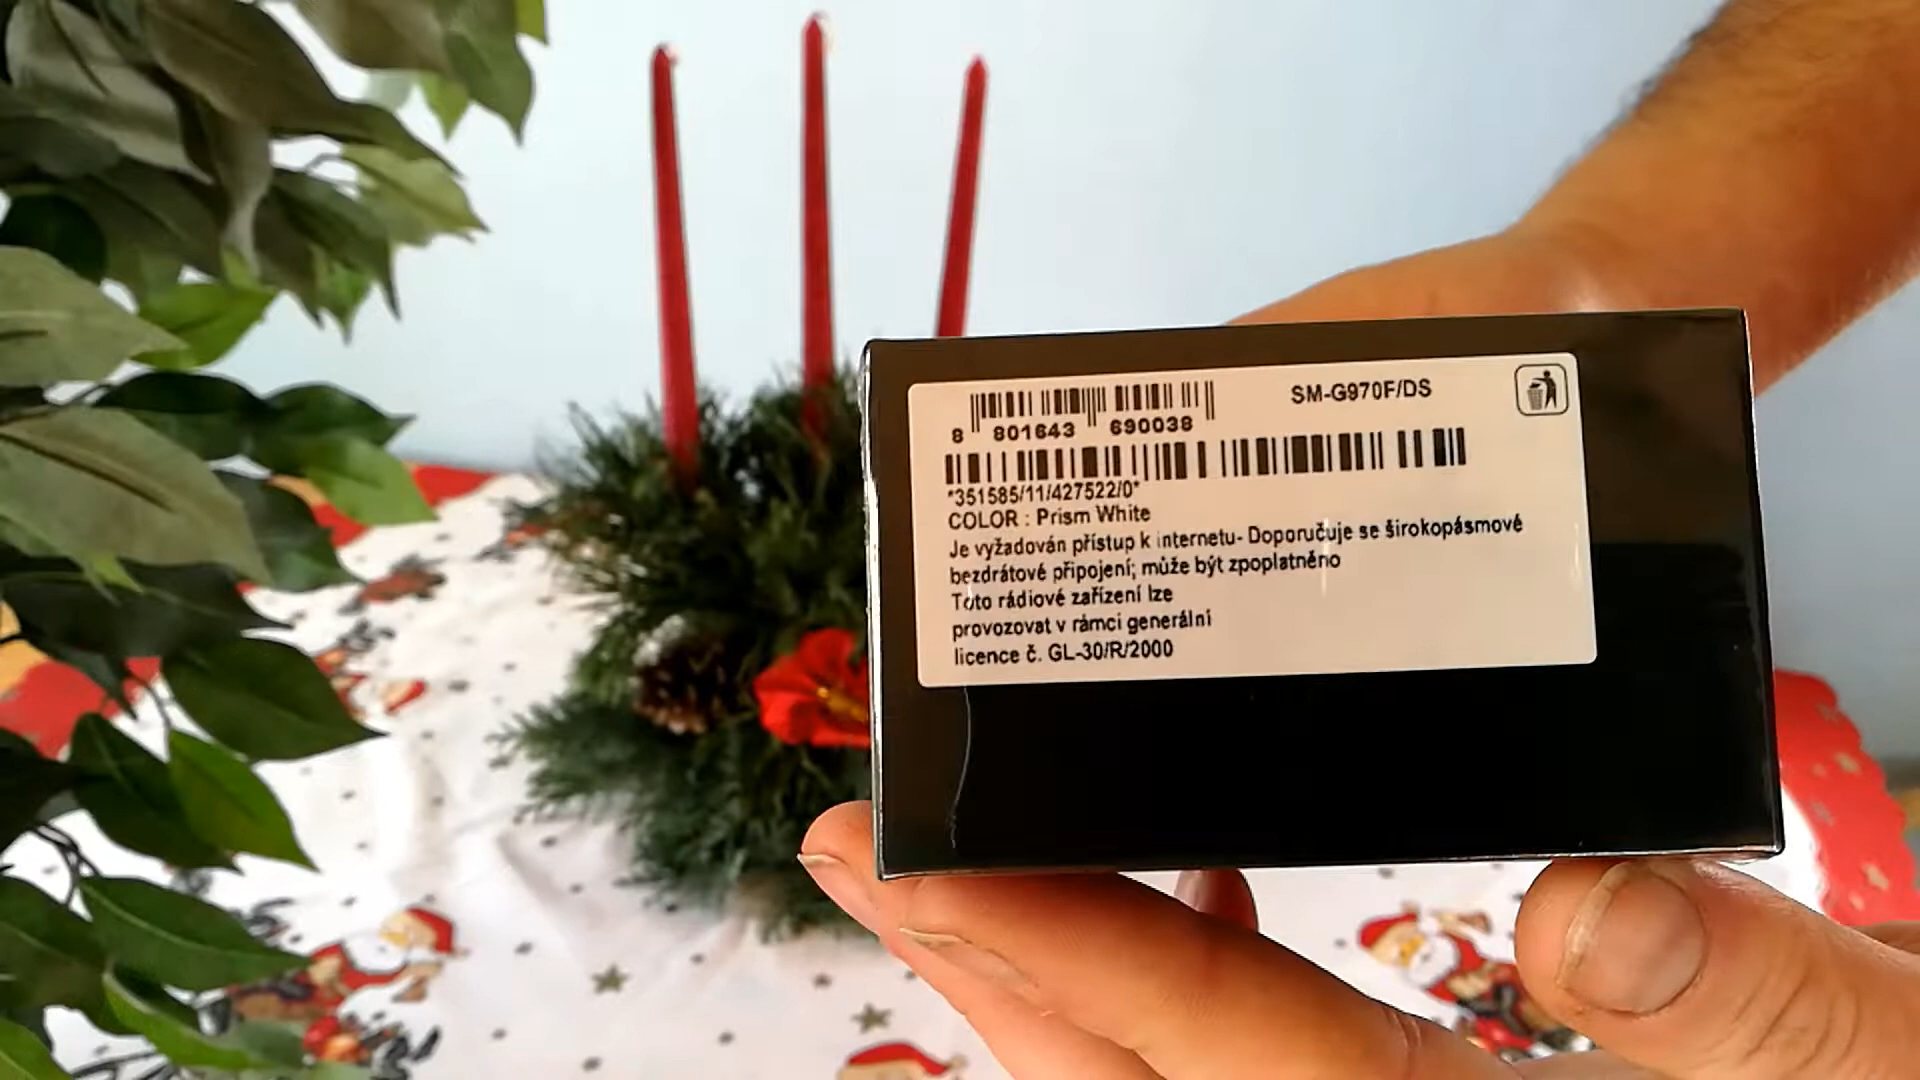 SM-G970F/DS
8 801643 690038
*351585/11/427522/0*
COLOR : Prism White
Je vyžadován přístup k internetu- Doporučuje se širokopásmové
bezdrátové připojení; může být zpoplatněno
Toto rádiové zařízení lze
provozovat v rámci generální
licence č. GL-30/R/2000